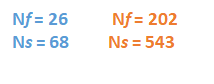 Nf = 26 Nf = 202
Ns = 68 Ns = 543